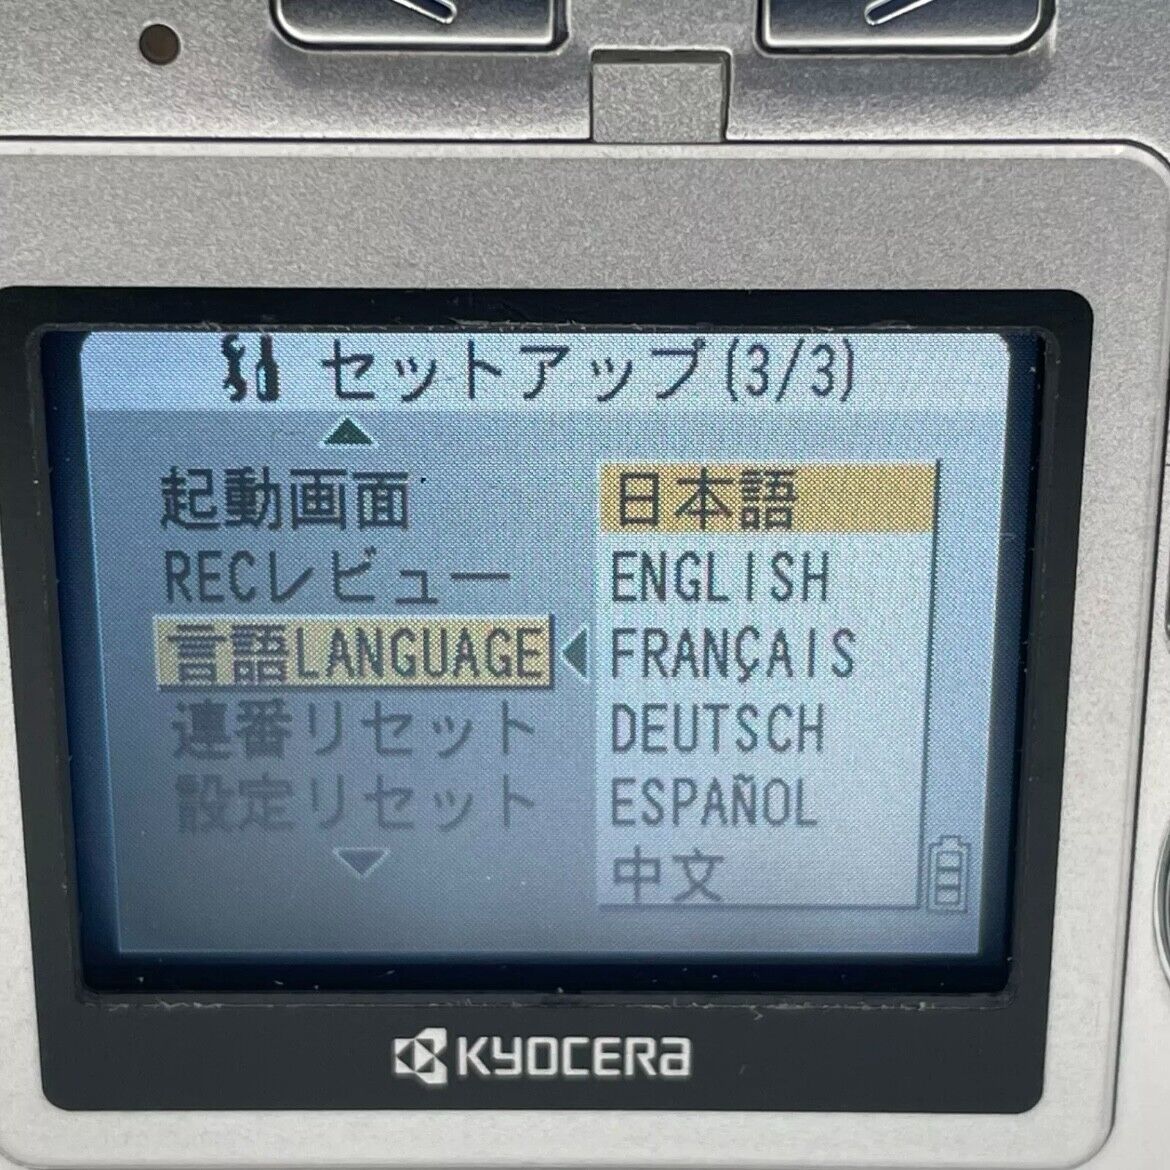 セットアップ(3/3)
起動画面
RECレビュー
言語LANGUAGE
連番リセット
設定リセット
日本語
ENGLISH
FRANÇAIS
DEUTSCH
ESPAÑOL
中文
KYOCERA